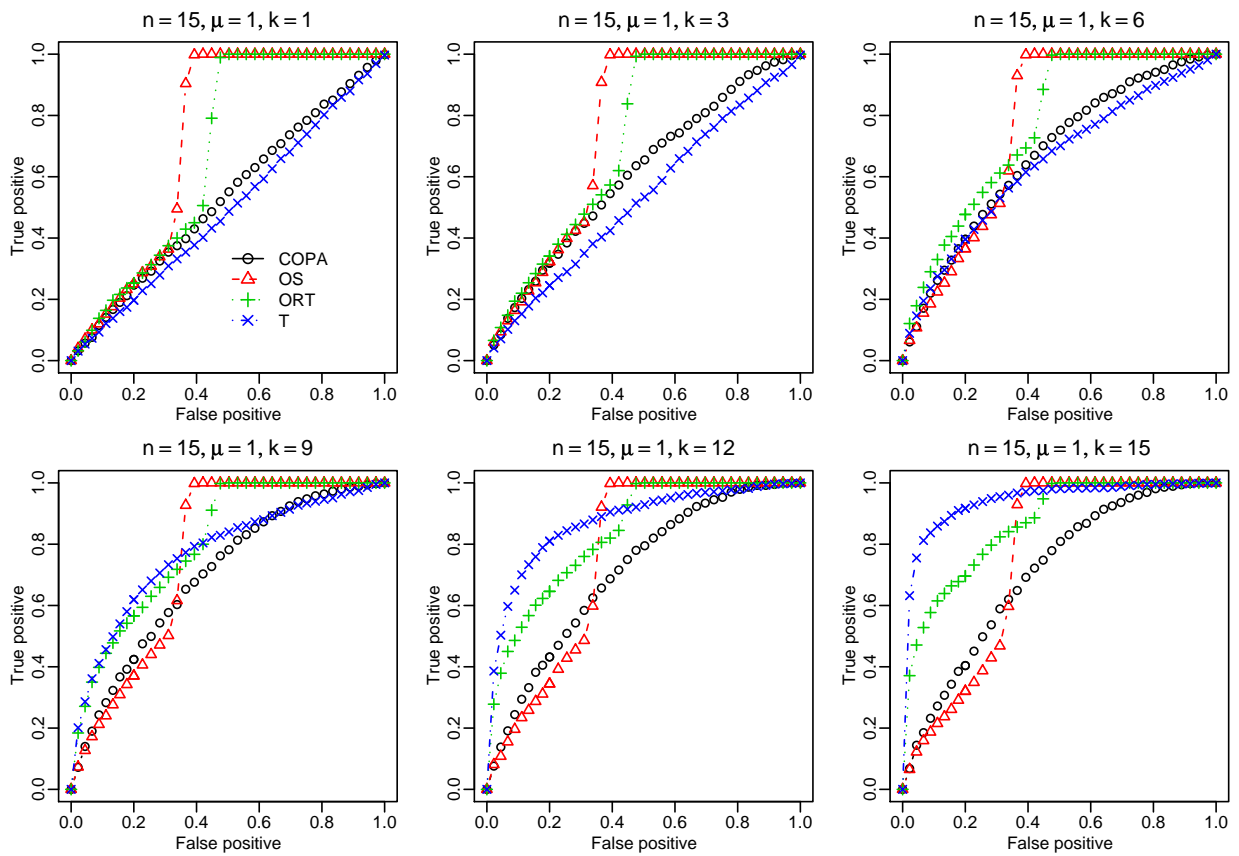 n = 15, μ = 1, k = 1
True positive
0.0 0.2 0.4 0.6 0.8 1.0
COPA
OS
ORT
T
0.0 0.2 0.4 0.6 0.8 1.0
False positive
n = 15, μ = 1, k = 3
True positive
0.0 0.2 0.4 0.6 0.8 1.0
0.0 0.2 0.4 0.6 0.8 1.0
False positive
n = 15, μ = 1, k = 6
True positive
0.0 0.2 0.4 0.6 0.8 1.0
0.0 0.2 0.4 0.6 0.8 1.0
False positive
n = 15, μ = 1, k = 9
True positive
0.0 0.2 0.4 0.6 0.8 1.0
0.0 0.2 0.4 0.6 0.8 1.0
False positive
n = 15, μ = 1, k = 12
True positive
0.0 0.2 0.4 0.6 0.8 1.0
0.0 0.2 0.4 0.6 0.8 1.0
False positive
n = 15, μ = 1, k = 15
True positive
0.0 0.2 0.4 0.6 0.8 1.0
0.0 0.2 0.4 0.6 0.8 1.0
False positive